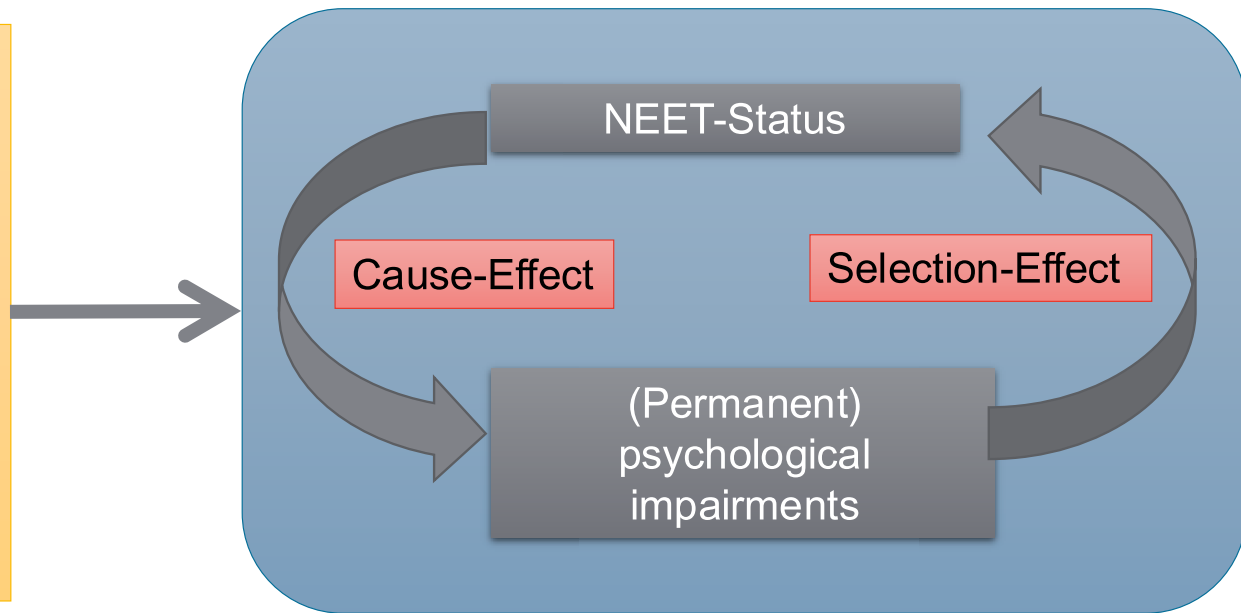 NEET-Status
Cause-Effect
Selection-Effect
(Permanent)
psychological
impairments